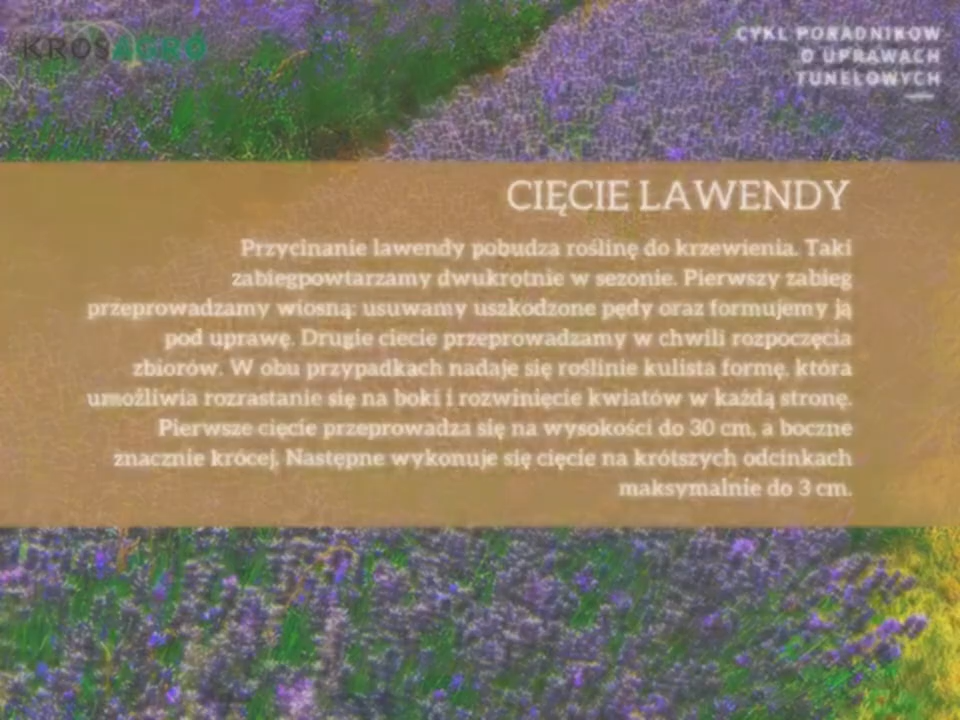 KROSAGRO
CYKL PORADNIKÓW
O UPRAWACH
TUNELOWYCH
CIĘCIE LAWENDY
Przycinanie lawendy pobudza roślinę do krzewienia. Taki
zabiegpowtarzamy dwukrotnie w sezonie. Pierwszy zabieg
przeprowadzamy wiosną: usuwamy uszkodzone pędy oraz formujemy ją
pod uprawę. Drugie ciecie przeprowadzamy w chwili rozpoczęcia
zbiorów. W obu przypadkach nadaje się roślinie kulista formę, która
umożliwia rozrastanie się na boki i rozwinięcie kwiatów w każdą stronę.
Pierwsze cięcie przeprowadza się na wysokości do 30 cm, a boczne
znacznie krócej. Następne wykonuje się cięcie na krótszych odcinkach
maksymalnie do 3 cm.